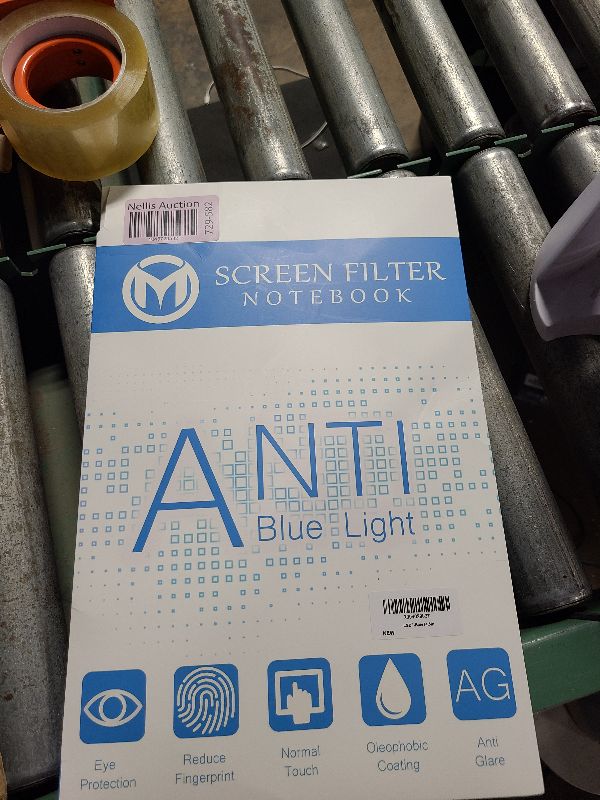 Nellis Auction
729-582
SCREEN FILTER
NOTEBOOK
ANTI
Blue Light
NEW
Eye
Protection
Reduce
Fingerprint
Normal
Touch
Oleophobic
Coating
AG
Anti
Glare